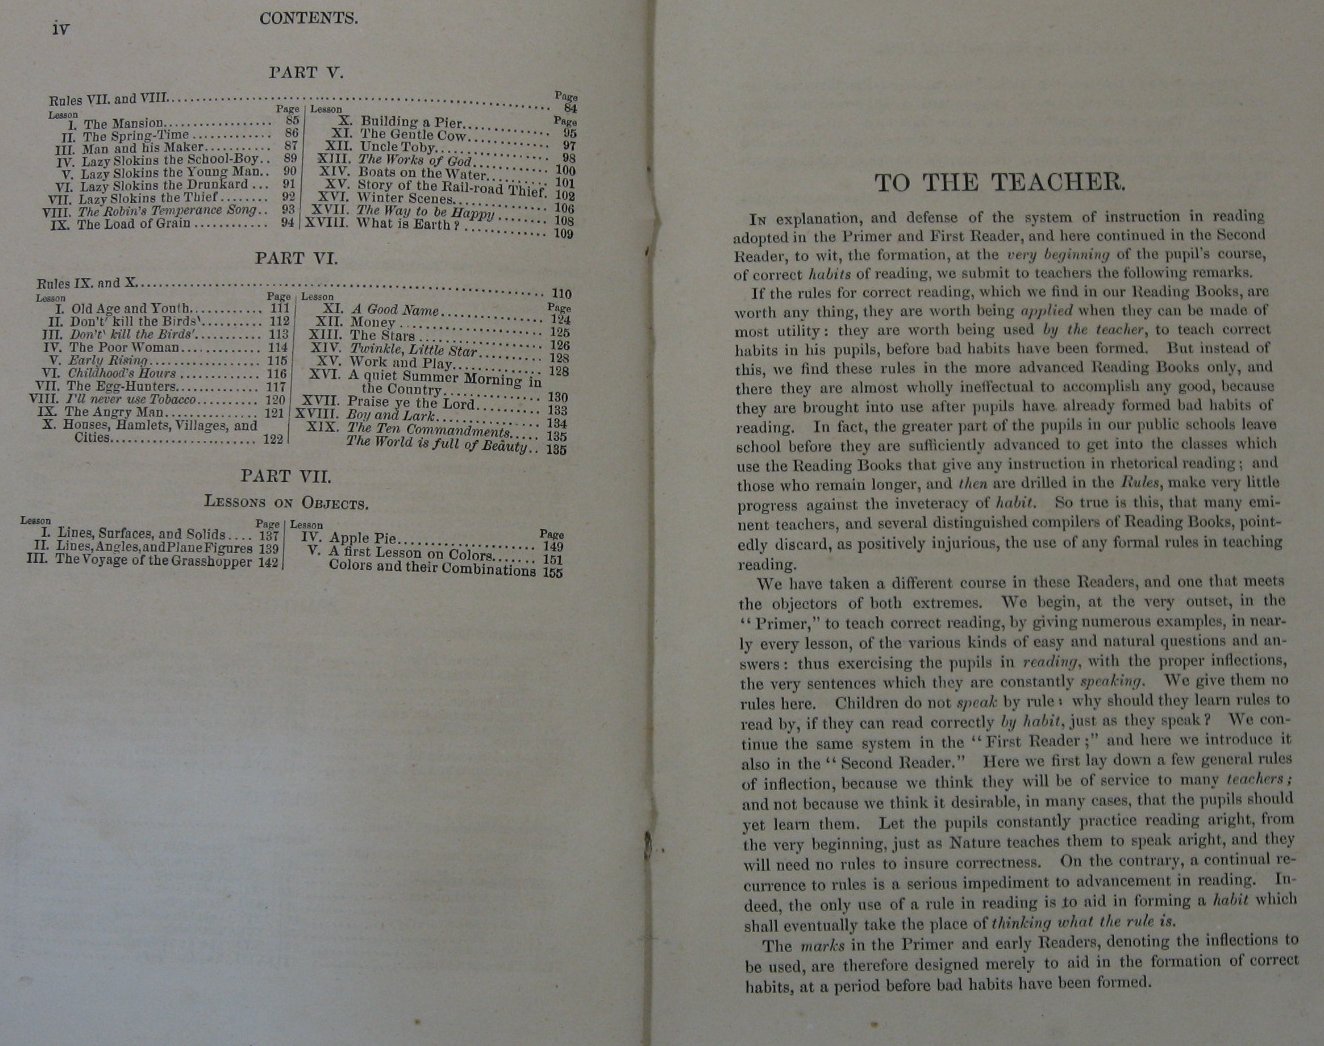 iv
CONTENTS.
PART V.
Rules VII. and VIII. Page 84
Lesson Page
I. The Mansion 85
II. The Spring-Time 86
III. Man and his Maker 87
IV. Lazy Slokins the School-Boy 89
V. Lazy Slokins the Young Man 90
VI. Lazy Slokins the Drunkard 91
VII. Lazy Slokins the Thief 92
VIII. The Robin's Temperance Song 93
IX. The Load of Grain 94
Lesson Page
X. Building a Pier 95
XI. The Gentle Cow 97
XII. Uncle Toby 98
XIII. The Works of God 100
XIV. Boats on the Water 101
XV. Story of the Rail-road Thief. 102
XVI. Winter Scenes 106
XVII. The Way to be Happy 108
XVIII. What is Earth? 109
PART VI.
Rules IX. and X. 110
Lesson Page
I. Old Age and Youth 111
II. Don't′ kill the Birds‵ 112
III. Don't‵ kill the Birds′ 113
IV. The Poor Woman 114
V. Early Rising 115
VI. Childhood's Hours 116
VII. The Egg-Hunters 117
VIII. I'll never use Tobacco 120
IX. The Angry Man 121
X. Houses, Hamlets, Villages, and
Cities 122
Lesson Page
XI. A Good Name 124
XII. Money 125
XIII. The Stars 126
XIV. Twinkle, Little Star 128
XV. Work and Play 128
XVI. A quiet Summer Morning in
the Country 130
XVII. Praise ye the Lord 133
XVIII. Boy and Lark 134
XIX. The Ten Commandments 135
The World is full of Beauty 135
PART VII.
LESSONS ON OBJECTS.
Lesson Page
I. Lines, Surfaces, and Solids 137
II. Lines, Angles, and Plane Figures 139
III. The Voyage of the Grasshopper 142
Lesson Page
IV. Apple Pie 149
V. A first Lesson on Colors 151
Colors and their Combinations 155
TO THE TEACHER.
IN explanation, and defense of the system of instruction in reading
adopted in the Primer and First Reader, and here continued in the Second
Reader, to wit, the formation, at the very beginning of the pupil's course,
of correct habits of reading, we submit to teachers the following remarks.
If the rules for correct reading, which we find in our Reading Books, are
worth any thing, they are worth being applied when they can be made of
most utility: they are worth being used by the teacher, to teach correct
habits in his pupils, before bad habits have been formed. But instead of
this, we find these rules in the more advanced Reading Books only, and
there they are almost wholly ineffectual to accomplish any good, because
they are brought into use after pupils have already formed bad habits of
reading. In fact, the greater part of the pupils in our public schools leave
school before they are sufficiently advanced to get into the classes which
use the Reading Books that give any instruction in rhetorical reading; and
those who remain longer, and then are drilled in the Rules, make very little
progress against the inveteracy of habit. So true is this, that many emi-
nent teachers, and several distinguished compilers of Reading Books, point-
edly discard, as positively injurious, the use of any formal rules in teaching
reading.
We have taken a different course in these Readers, and one that meets
the objectors of both extremes. We begin, at the very outset, in the
"Primer," to teach correct reading, by giving numerous examples, in near-
ly every lesson, of the various kinds of easy and natural questions and an-
swers: thus exercising the pupils in reading, with the proper inflections,
the very sentences which they are constantly speaking. We give them no
rules here. Children do not speak by rule: why should they learn rules to
read by, if they can read correctly by habit, just as they speak? We con-
tinue the same system in the "First Reader;" and here we introduce it
also in the "Second Reader." Here we first lay down a few general rules
of inflection, because we think they will be of service to many teachers;
and not because we think it desirable, in many cases, that the pupils should
yet learn them. Let the pupils constantly practice reading aright, from
the very beginning, just as Nature teaches them to speak aright, and they
will need no rules to insure correctness. On the contrary, a continual re-
currence to rules is a serious impediment to advancement in reading. In-
deed, the only use of a rule in reading is to aid in forming a habit which
shall eventually take the place of thinking what the rule is.
The marks in the Primer and early Readers, denoting the inflections to
be used, are therefore designed merely to aid in the formation of correct
habits, at a period before bad habits have been formed.